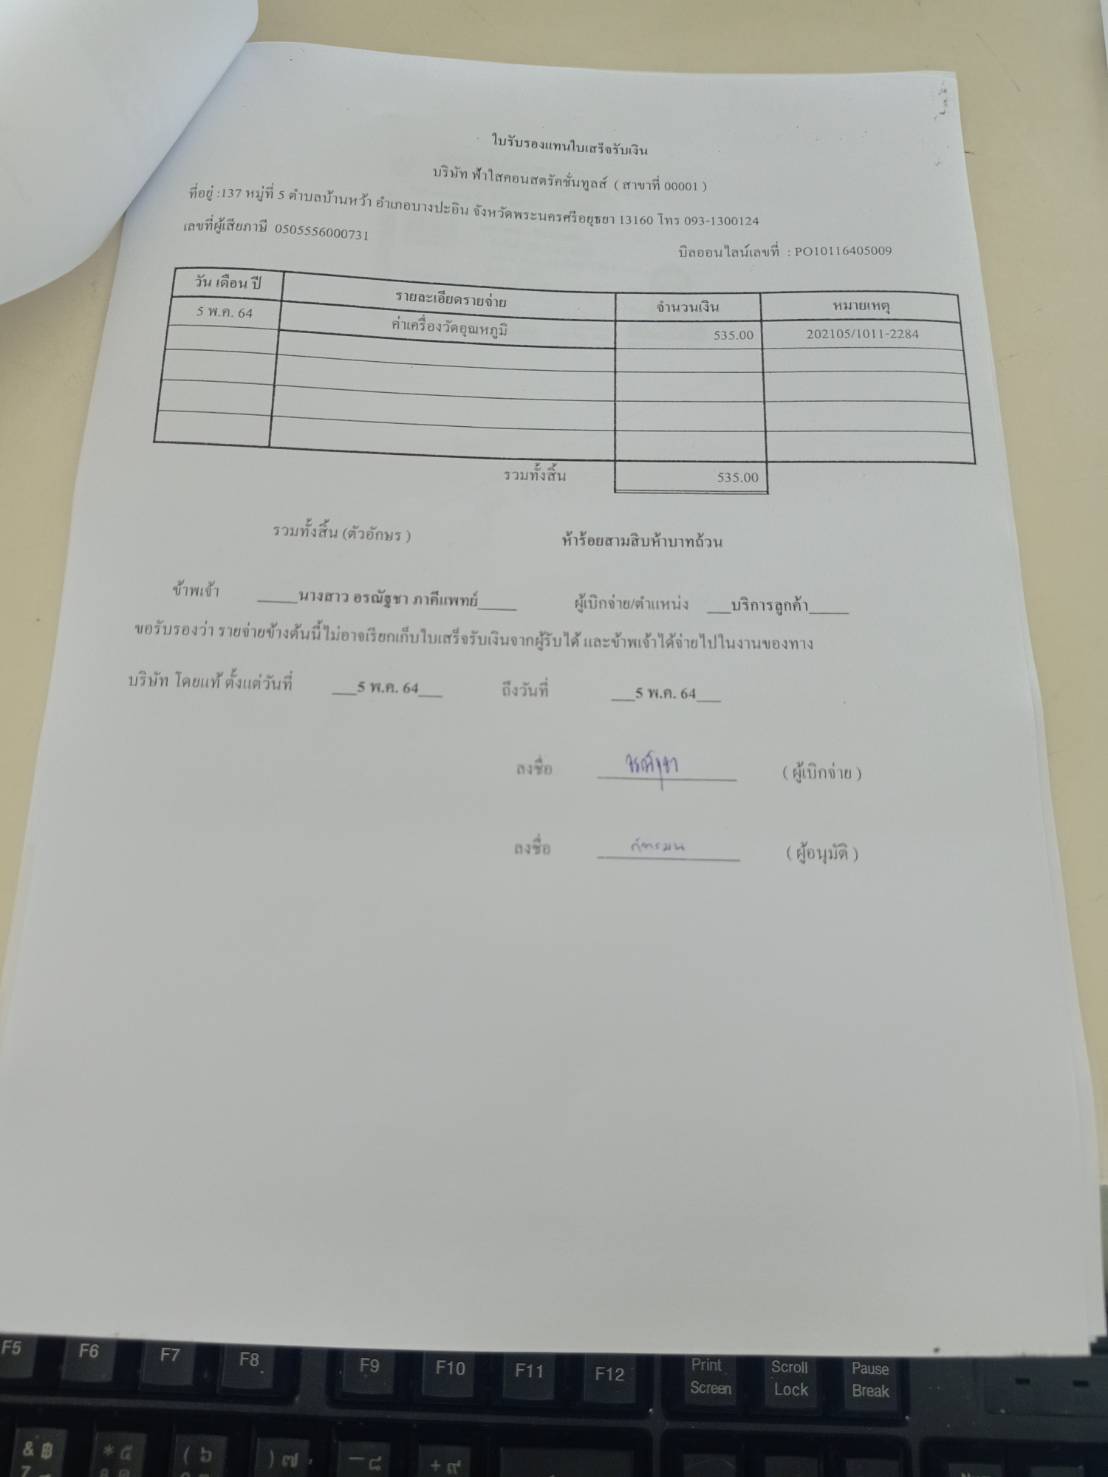 ใบรับรองแทนใบเสร็จรับเงิน
บริษัท ฟ้าใสคอนสตรัคชั่นทูลส์ ( สาขาที่ 00001 )
ที่อยู่ :137 หมู่ที่ 5 ตำบลบ้านหว้า อำเภอบางปะอิน จังหวัดพระนครศรีอยุธยา 13160 โทร 093-1300124
เลขที่ผู้เสียภาษี 0505556000731
บิลออนไลน์เลขที่ : PO10116405009
วัน เดือน ปี รายละเอียดรายจ่าย จำนวนเงิน หมายเหตุ
5 พ.ค. 64 ค่าเครื่องวัดอุณหภูมิ 535.00 202105/1011-2284
รวมทั้งสิ้น 535.00
รวมทั้งสิ้น (ตัวอักษร ) ห้าร้อยสามสิบห้าบาทถ้วน
ข้าพเจ้า นางสาว อรณัฐชา ภาคีแพทย์ ผู้เบิกจ่าย/ตำแหน่ง บริการลูกค้า
ขอรับรองว่า รายจ่ายข้างต้นนี้ไม่อาจเรียกเก็บใบเสร็จรับเงินจากผู้รับได้ และข้าพเจ้าได้จ่ายไปในงานของทาง
บริษัท โดยแท้ ตั้งแต่วันที่ 5 พ.ค. 64 ถึงวันที่ 5 พ.ค. 64
ลงชื่อ ( ผู้เบิกจ่าย )
ลงชื่อ ภัทรมน ( ผู้อนุมัติ )
F5 F6 F7 F8 F9 F10 F11 F12 Print Screen Scroll Lock Pause Break
& ฿ * ๕ ( ๖ ) ๗ - ๘ + ๙